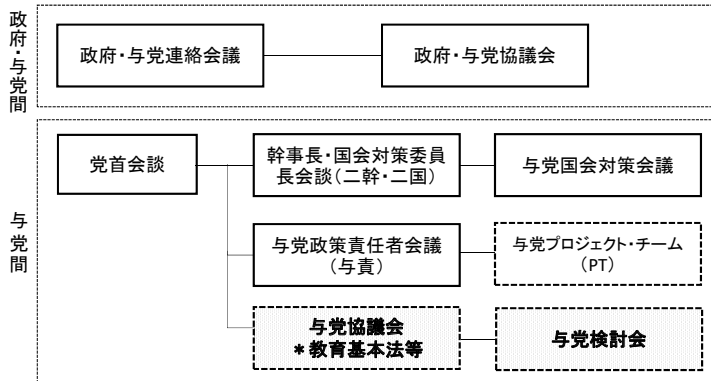 政府・与党間
政府・与党連絡会議
政府・与党協議会
与党間
党首会談
幹事長・国会対策委員
長会談(二幹・二国)
与党国会対策会議
与党政策責任者会議
(与責)
与党プロジェクト・チーム
(PT)
与党協議会
*教育基本法等
与党検討会